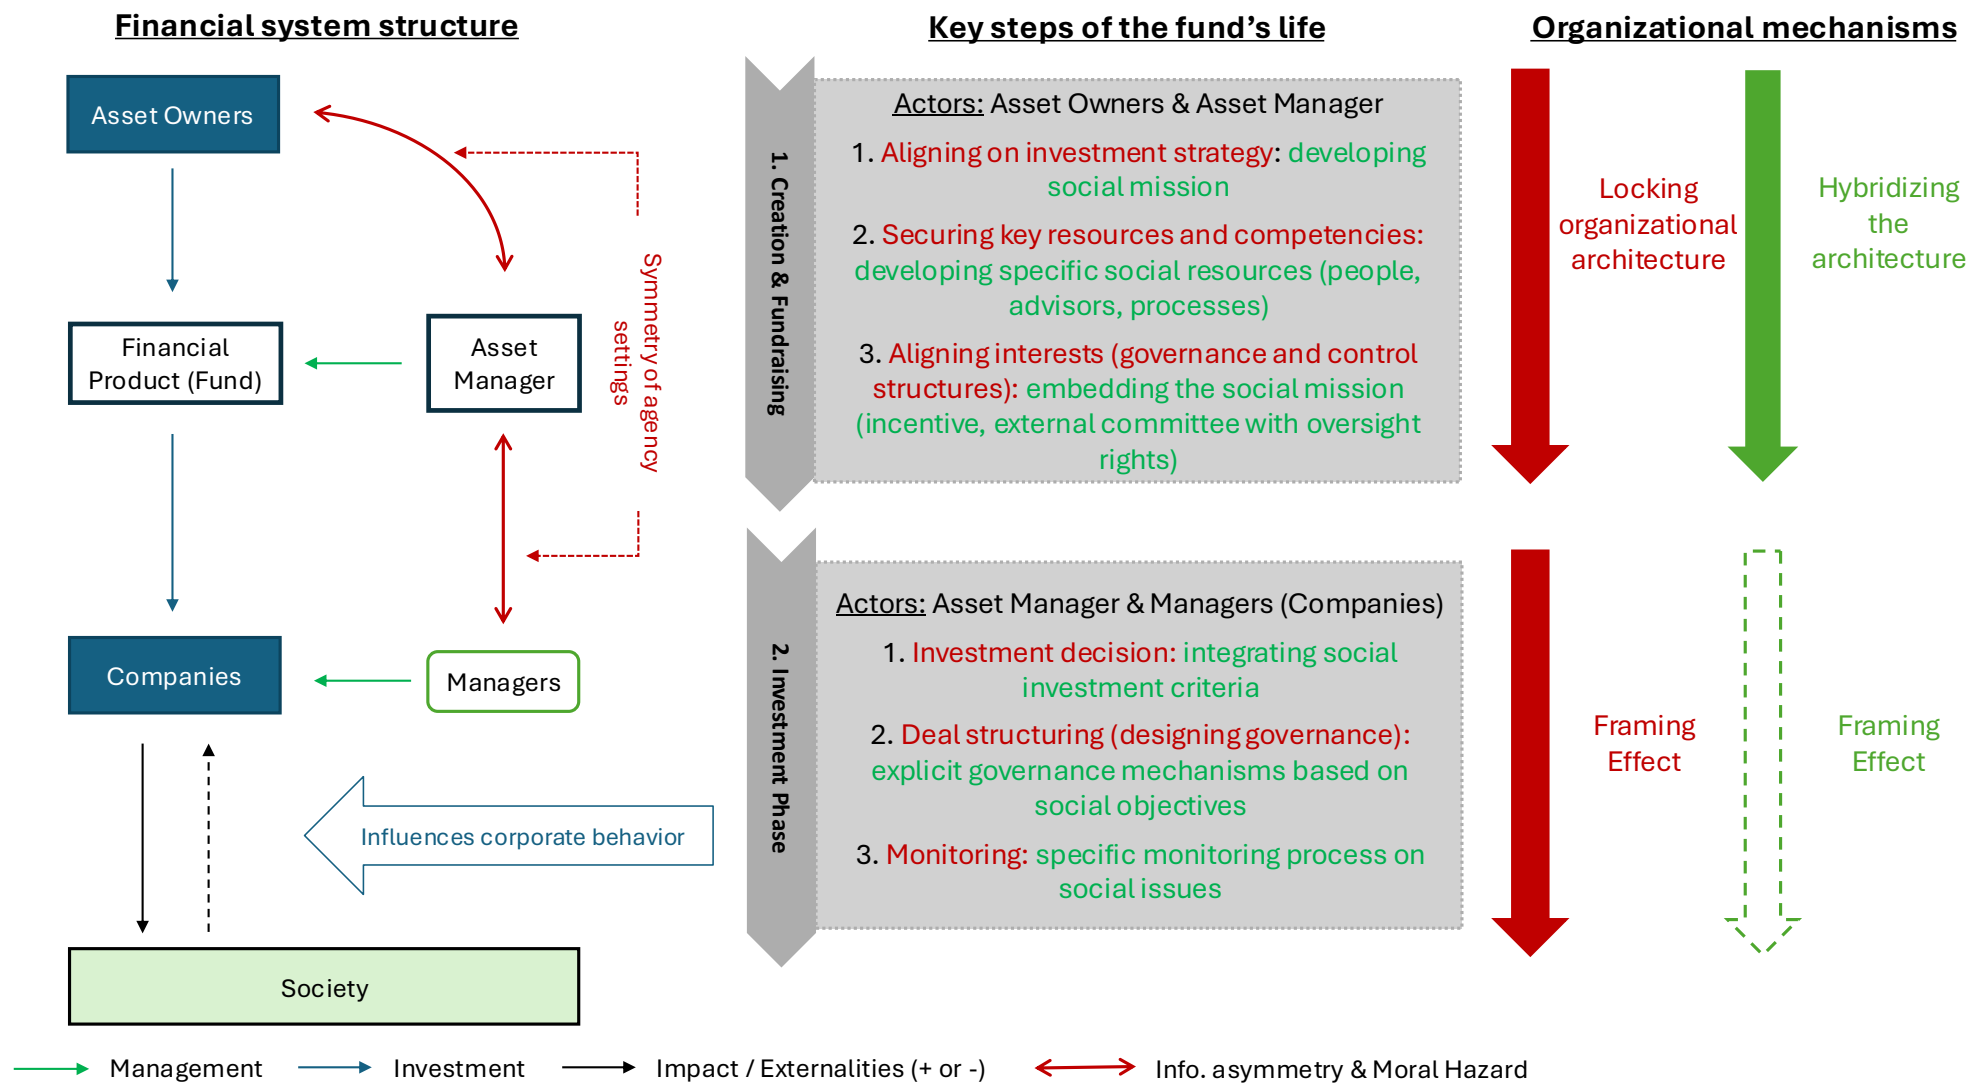 Financial system structure
Asset Owners
Symmetry of agency
settings
Financial
Product (Fund)
Asset
Manager
Companies
Managers
Influences corporate behavior
Society
Key steps of the fund's life
1. Creation & Fundraising
Actors: Asset Owners & Asset Manager
1. Aligning on investment strategy: developing
social mission
2. Securing key resources and competencies:
developing specific social resources (people,
advisors, processes)
3. Aligning interests (governance and control
structures): embedding the social mission
(incentive, external committee with oversight
rights)
2. Investment Phase
Actors: Asset Manager & Managers (Companies)
1. Investment decision: integrating social
investment criteria
2. Deal structuring (designing governance):
explicit governance mechanisms based on
social objectives
3. Monitoring: specific monitoring process on
social issues
Organizational mechanisms
Locking
organizational
architecture
Hybridizing
the
architecture
Framing
Effect
Framing
Effect
Management
Investment
Impact / Externalities (+ or -)
Info. asymmetry & Moral Hazard